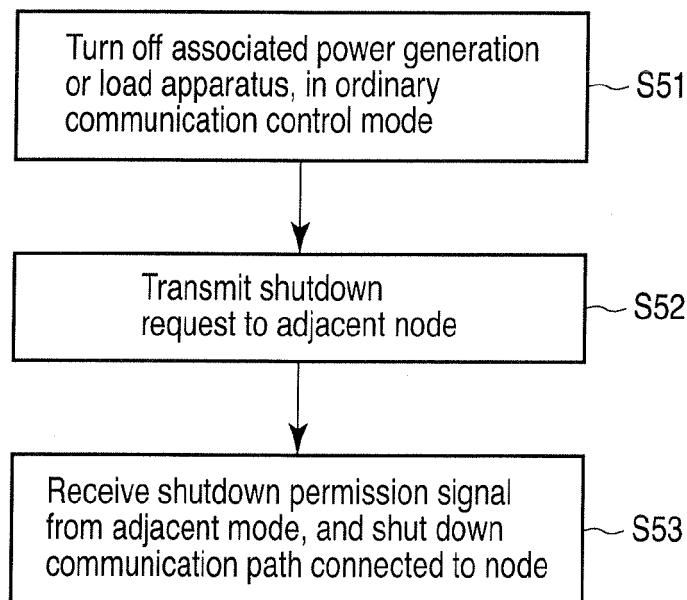 Turn off associated power generation
or load apparatus, in ordinary
communication control mode
S51
Transmit shutdown
request to adjacent node
S52
Receive shutdown permission signal
from adjacent mode, and shut down
communication path connected to node
S53